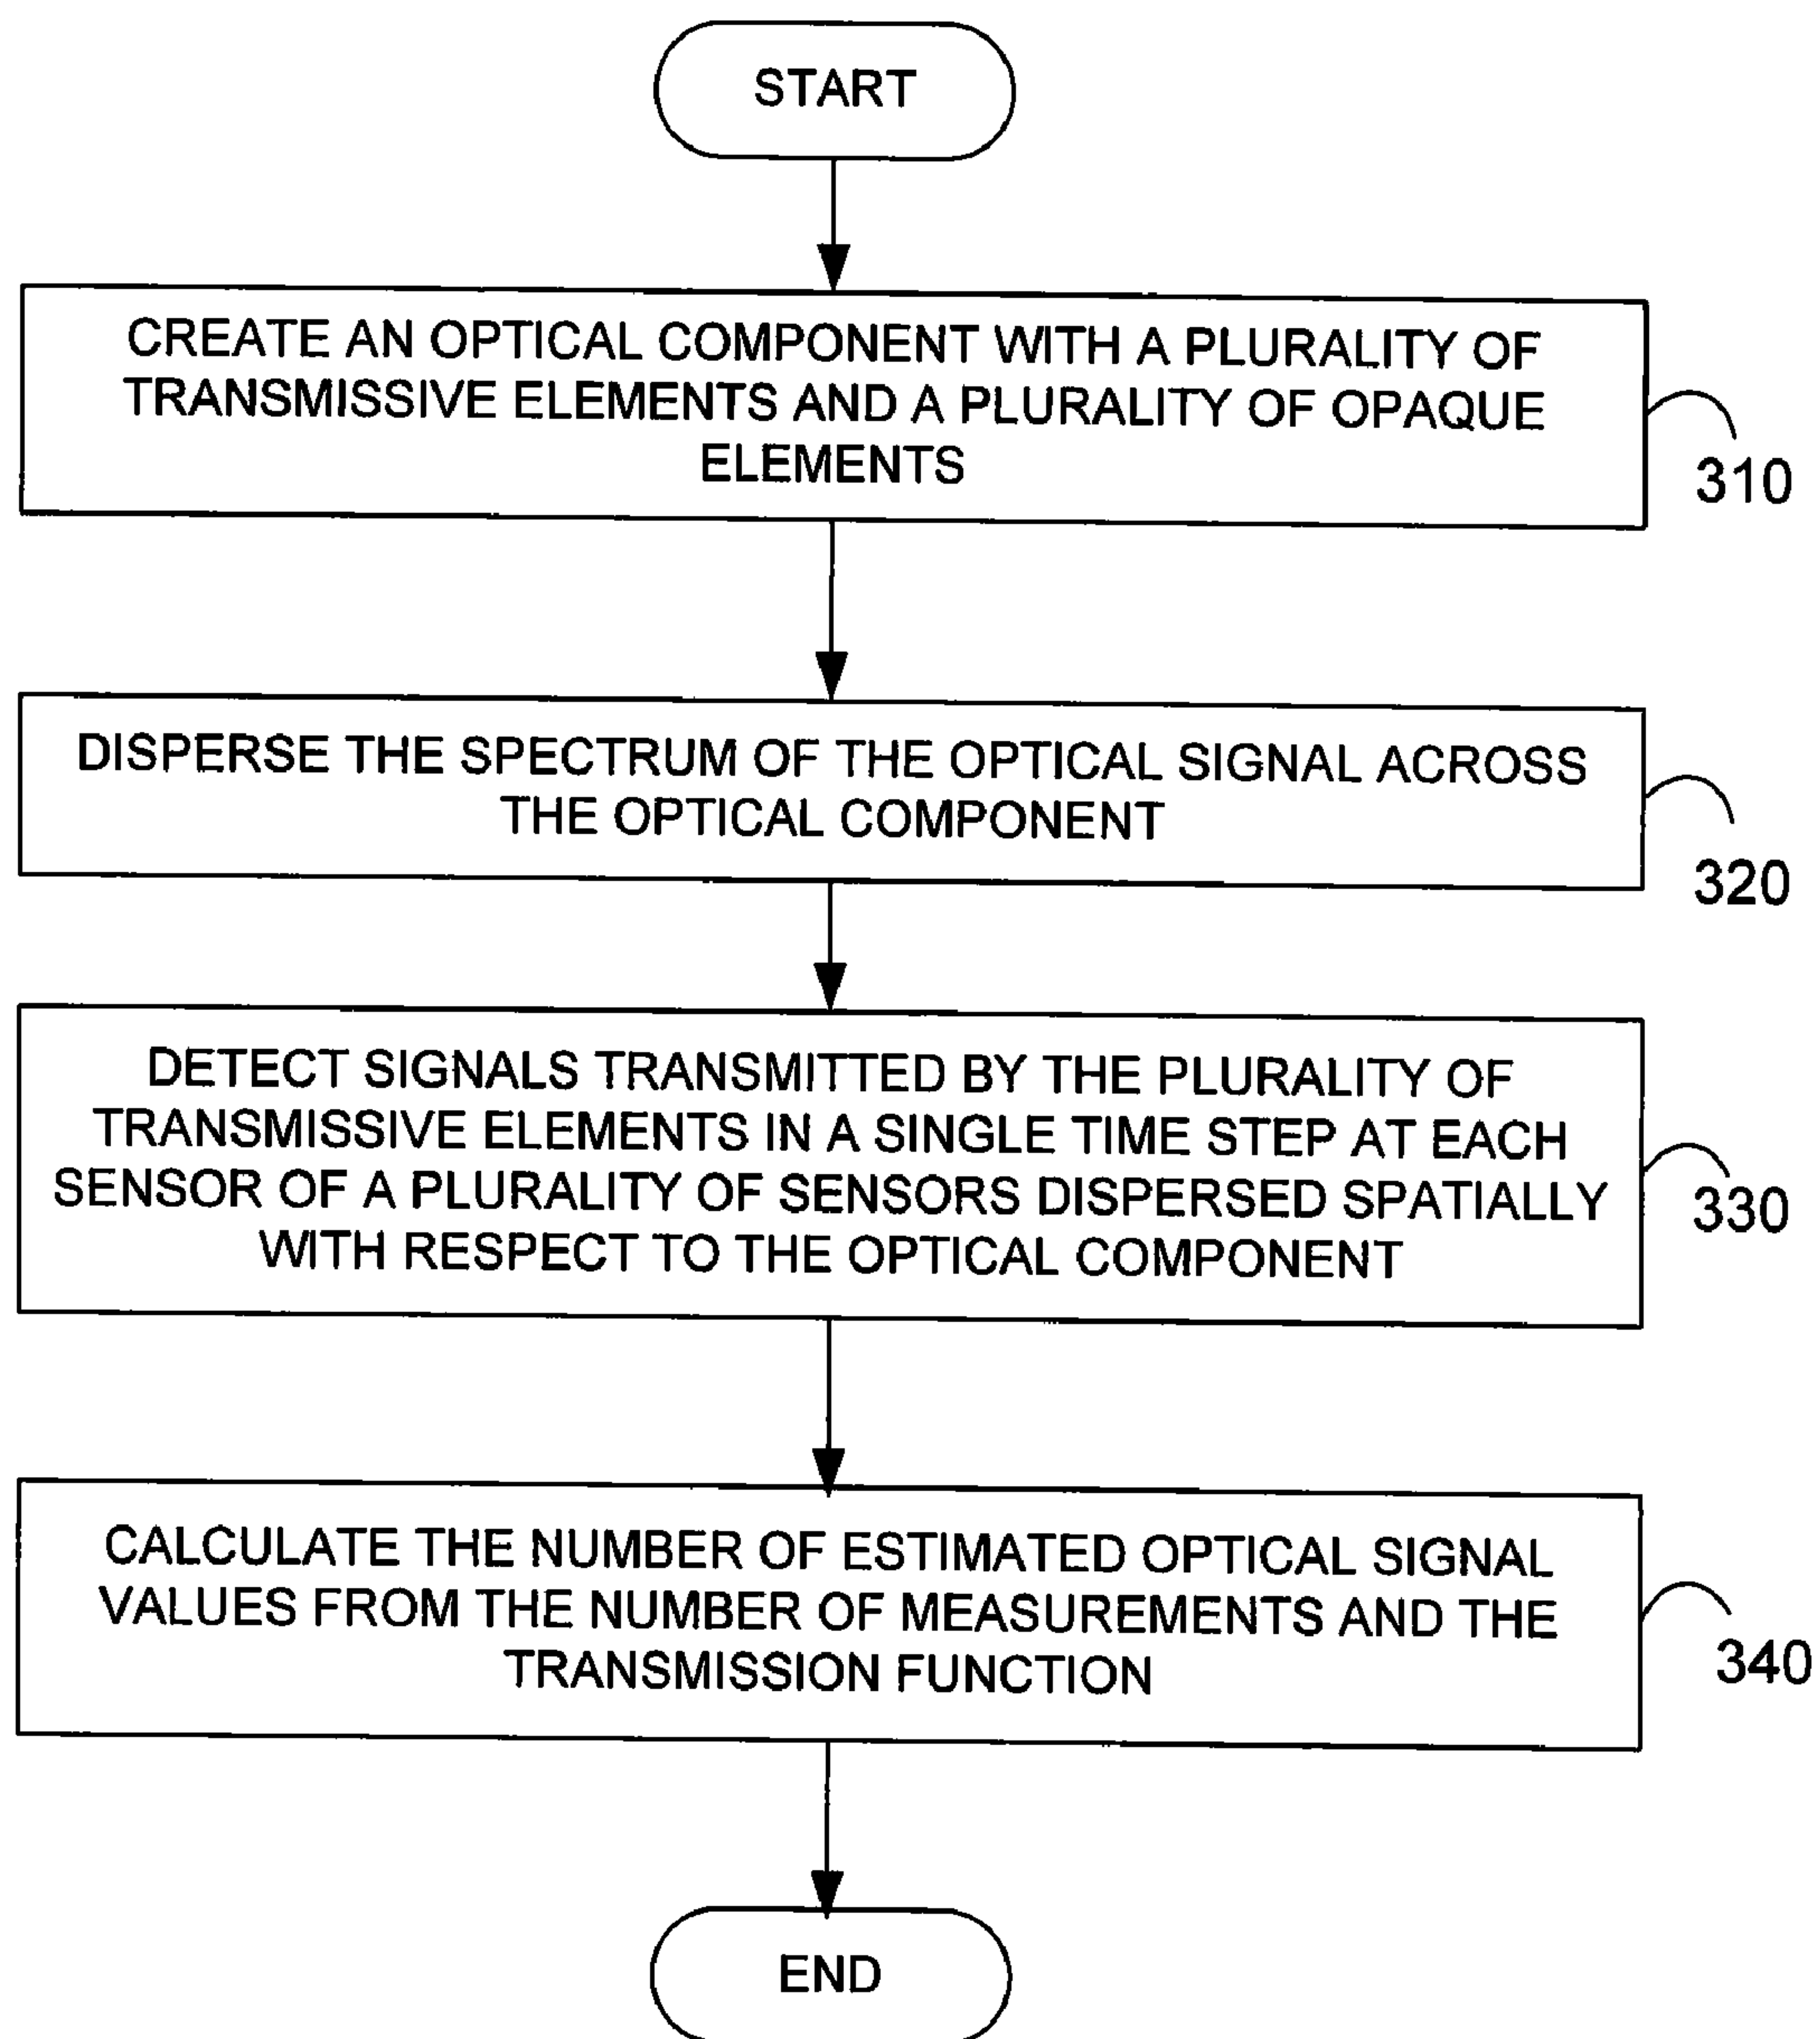 START
CREATE AN OPTICAL COMPONENT WITH A PLURALITY OF
TRANSMISSIVE ELEMENTS AND A PLURALITY OF OPAQUE
ELEMENTS
310
DISPERSE THE SPECTRUM OF THE OPTICAL SIGNAL ACROSS
THE OPTICAL COMPONENT
320
DETECT SIGNALS TRANSMITTED BY THE PLURALITY OF
TRANSMISSIVE ELEMENTS IN A SINGLE TIME STEP AT EACH
SENSOR OF A PLURALITY OF SENSORS DISPERSED SPATIALLY
WITH RESPECT TO THE OPTICAL COMPONENT
330
CALCULATE THE NUMBER OF ESTIMATED OPTICAL SIGNAL
VALUES FROM THE NUMBER OF MEASUREMENTS AND THE
TRANSMISSION FUNCTION
340
END